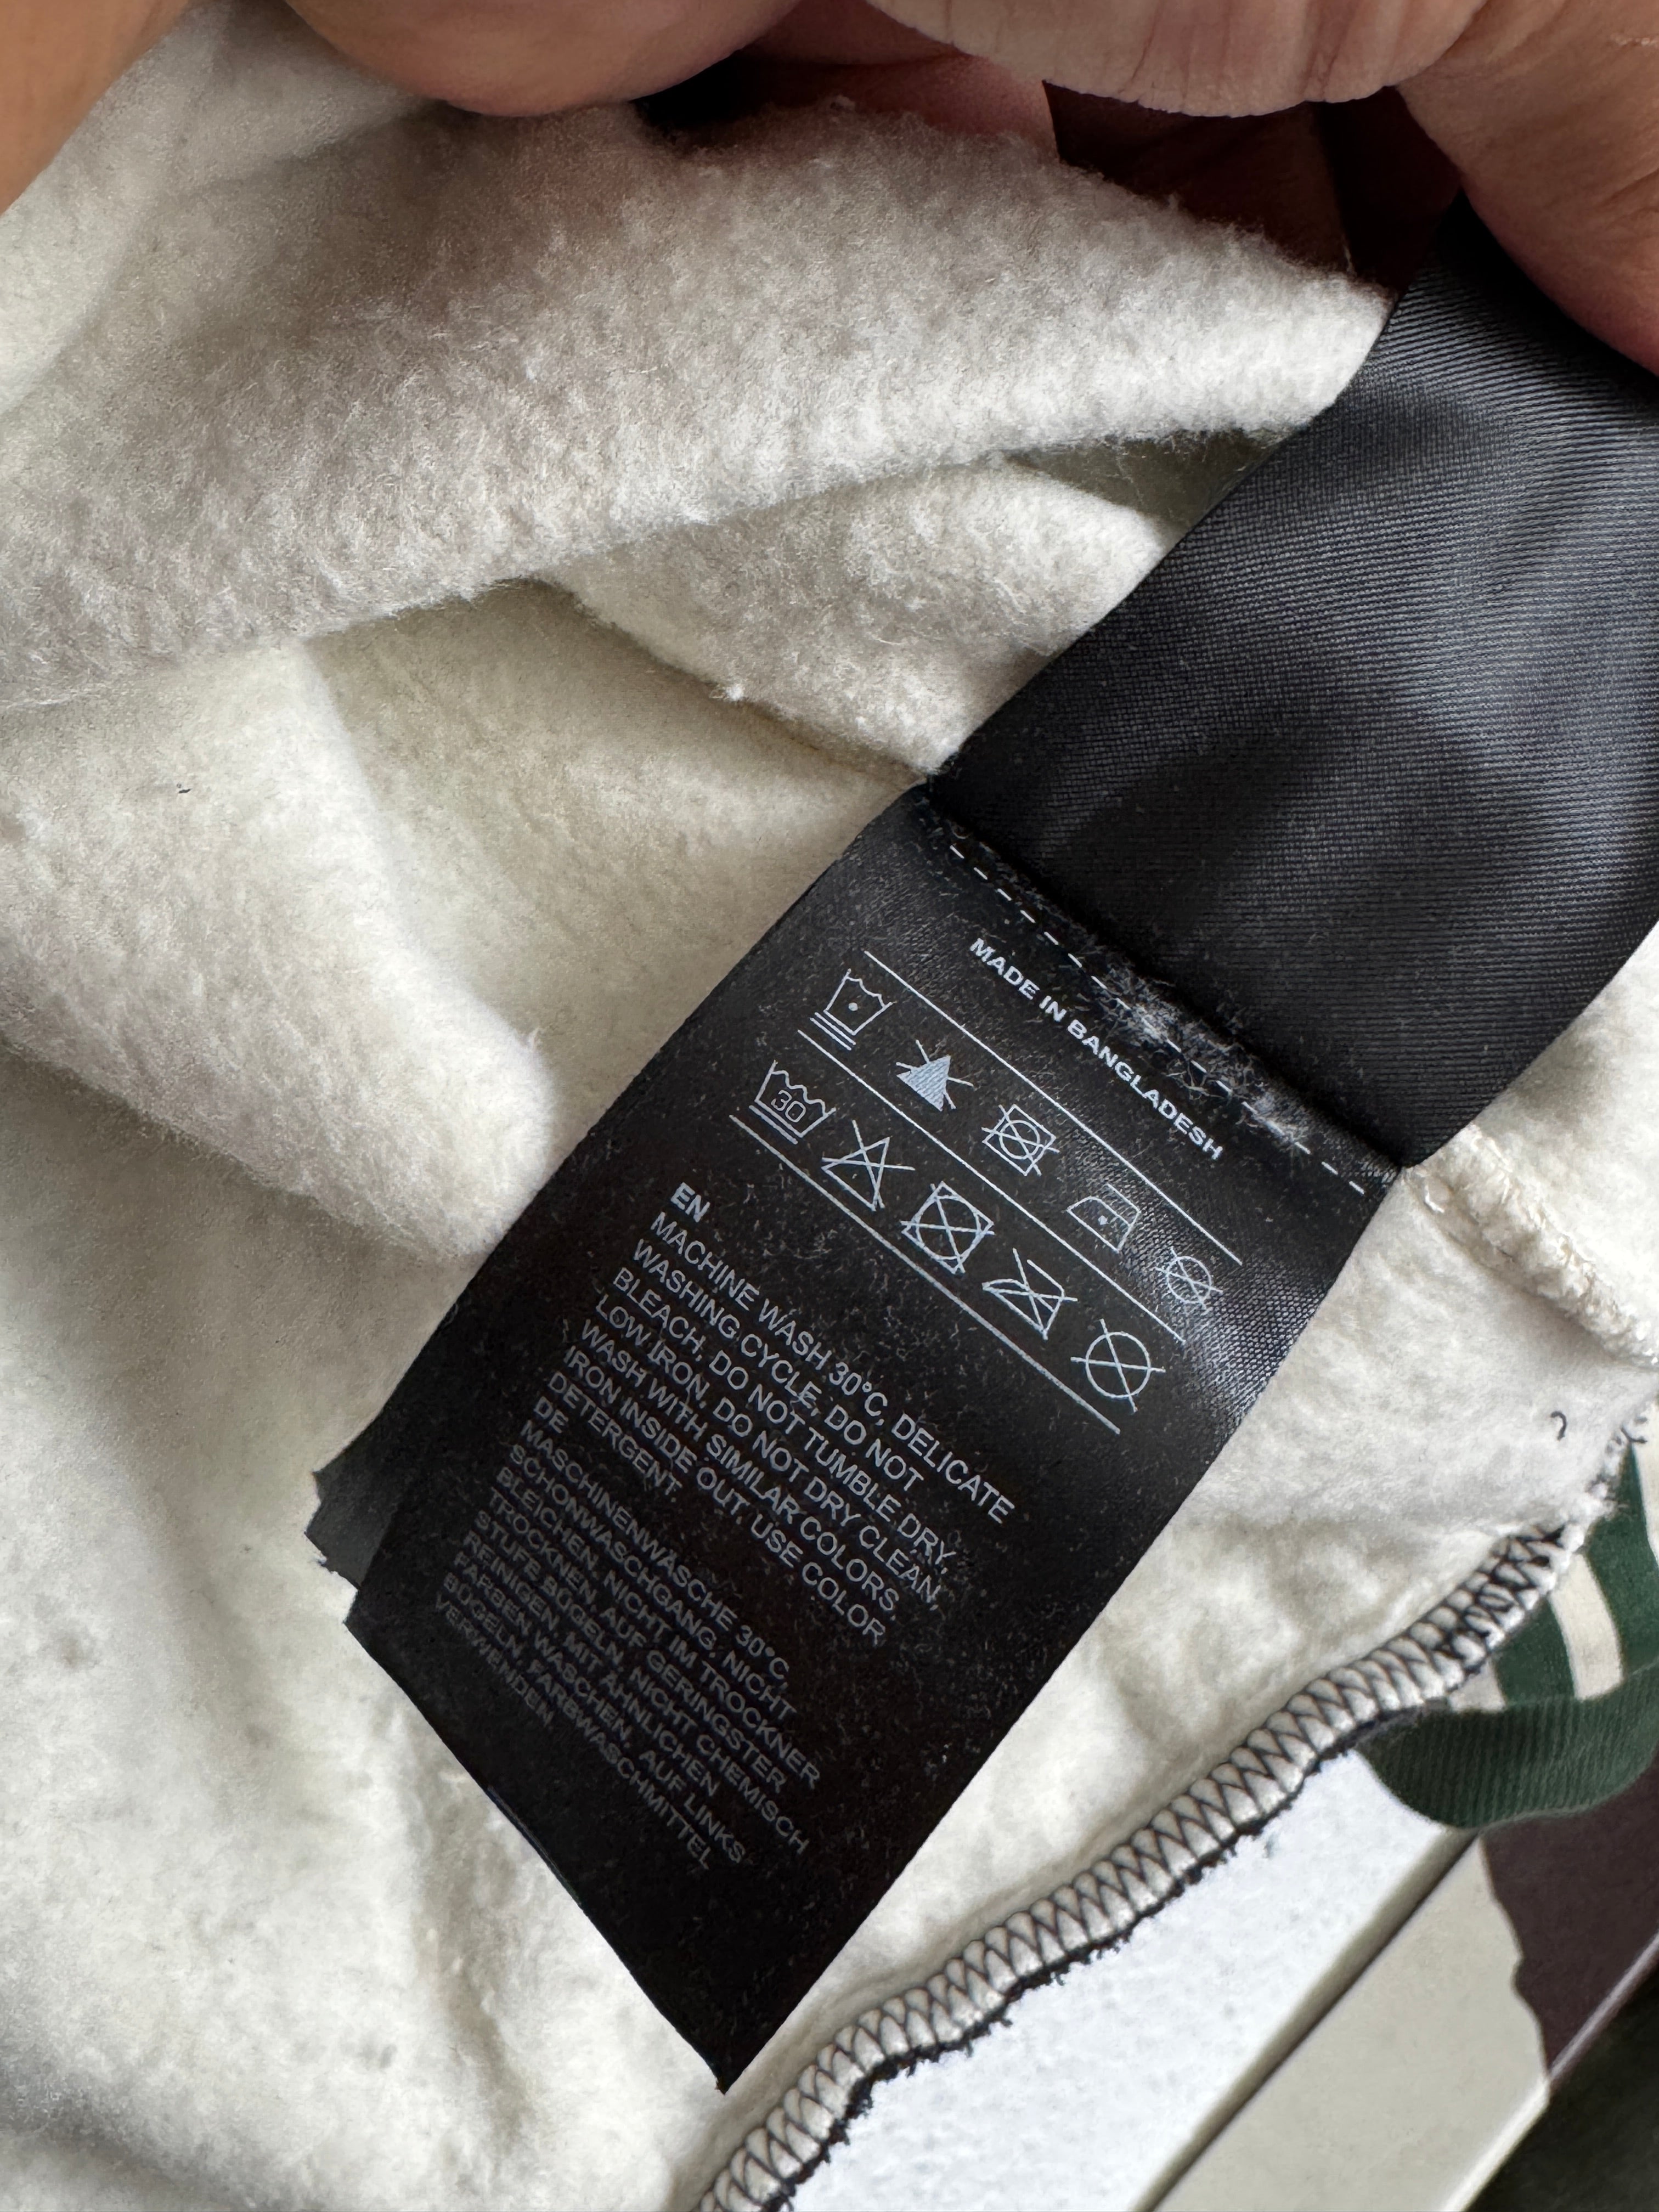 MADE IN BANGLADESH
30
EN
MACHINE WASH 30°C, DELICATE
WASHING CYCLE, DO NOT
BLEACH, DO NOT TUMBLE DRY,
LOW IRON, DO NOT DRY CLEAN,
WASH WITH SIMILAR COLORS,
IRON INSIDE OUT, USE COLOR
DETERGENT.
DE
MASCHINENWÄSCHE 30°C,
SCHONWASCHGANG, NICHT
BLEICHEN, NICHT IM TROCKNER
TROCKNEN, AUF GERINGSTER
STUFE BÜGELN, NICHT CHEMISCH
REINIGEN, MIT ÄHNLICHEN
FARBEN WASCHEN, AUF LINKS
BÜGELN, FARBWASCHMITTEL
VERWENDEN.